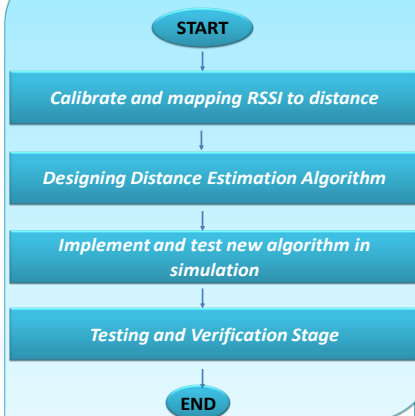 START
Calibrate and mapping RSSI to distance
Designing Distance Estimation Algorithm
Implement and test new algorithm in
simulation
Testing and Verification Stage
END